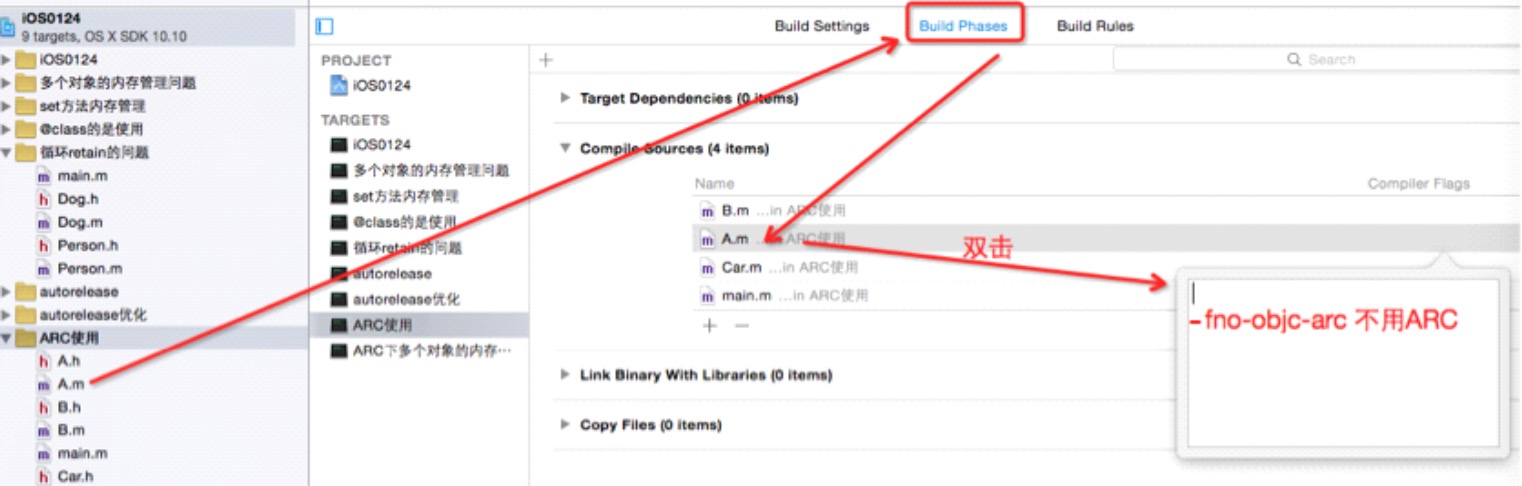 iOS0124
9 targets, OS X SDK 10.10
iOS0124
多个对象的内存管理问题
set方法内存管理
@class的是使用
循环retain的问题
main.m
Dog.h
Dog.m
Person.h
Person.m
autorelease
autorelease优化
ARC使用
A.h
A.m
B.h
B.m
main.m
Car.h
PROJECT
iOS0124
TARGETS
iOS0124
多个对象的内存管理问题
set方法内存管理
@class的是使用
循环retain的问题
autorelease
autorelease优化
ARC使用
ARC下多个对象的内存…
Build Settings Build Phases Build Rules
Search
Target Dependencies (0 items)
Compile Sources (4 items)
Name Compiler Flags
B.m ...in ARC使用
A.m ...in ARC使用
Car.m ...in ARC使用
main.m ...in ARC使用
Link Binary With Libraries (0 items)
Copy Files (0 items)
双击
-fno-objc-arc 不用ARC